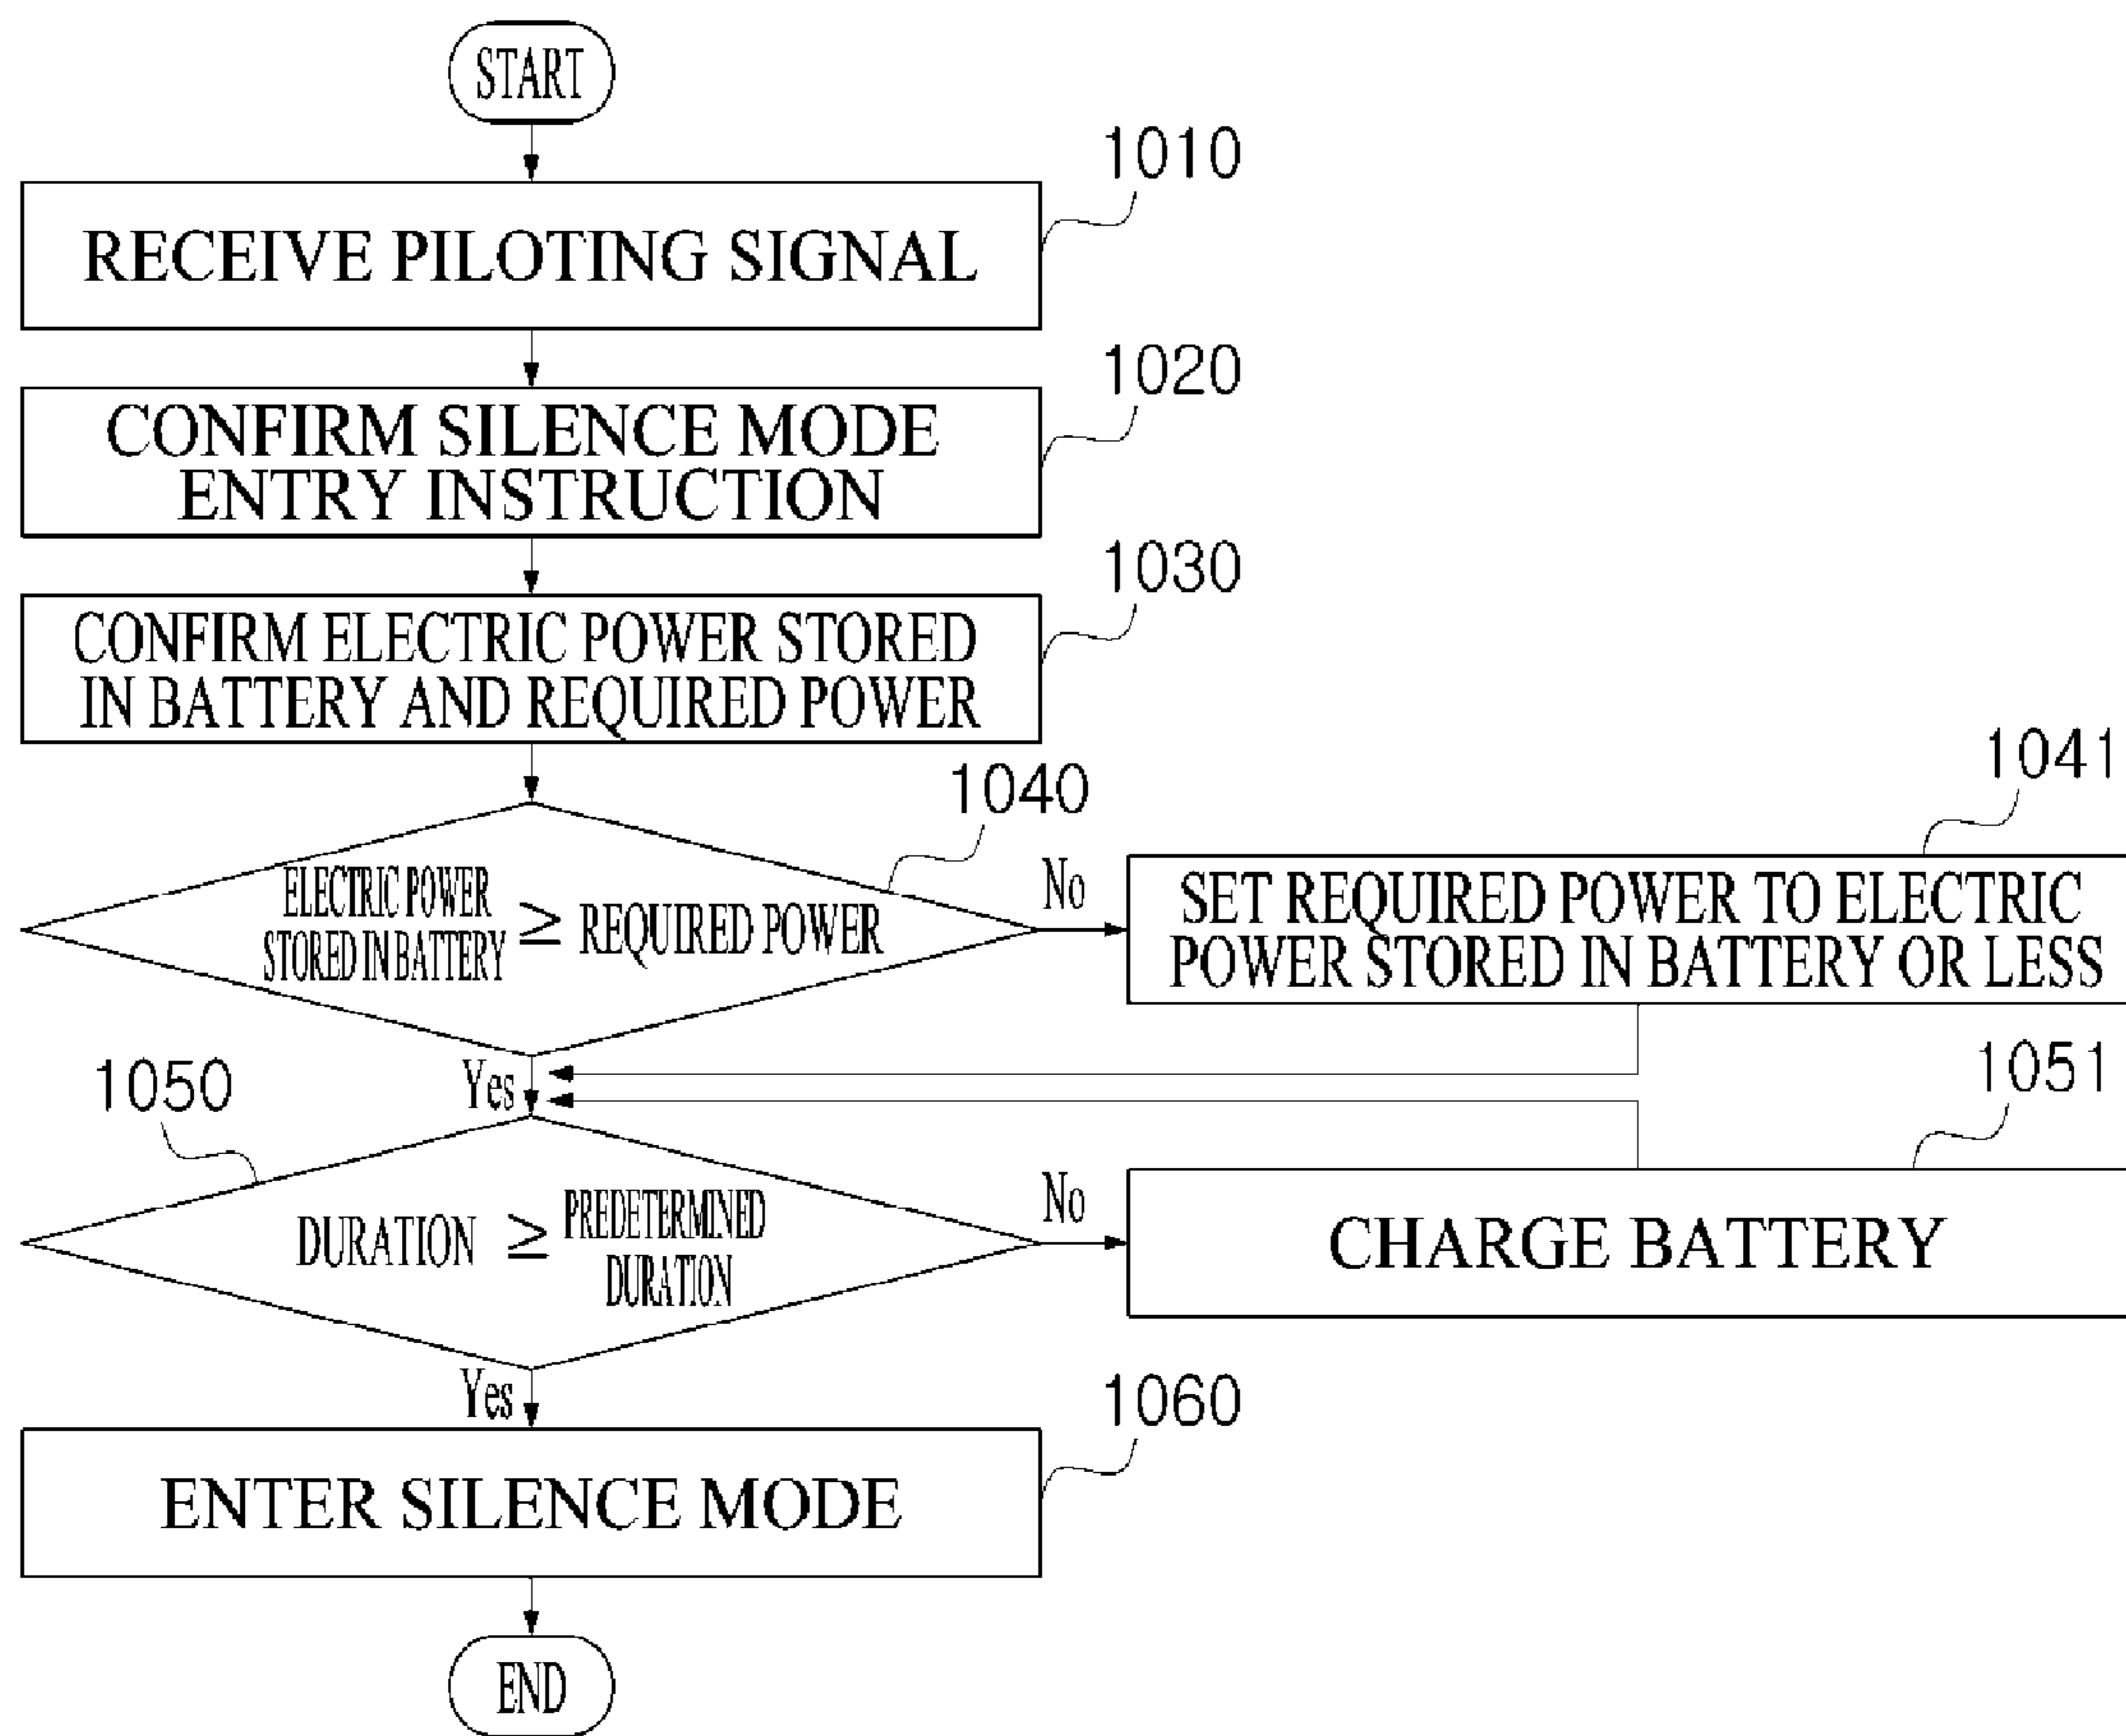 START
1010
RECEIVE PILOTING SIGNAL
1020
CONFIRM SILENCE MODE
ENTRY INSTRUCTION
1030
CONFIRM ELECTRIC POWER STORED
IN BATTERY AND REQUIRED POWER
1040
ELECTRIC POWER
STORED IN BATTERY
≥ REQUIRED POWER
No
1041
SET REQUIRED POWER TO ELECTRIC
POWER STORED IN BATTERY OR LESS
Yes
1050
DURATION ≥
PREDETERMINED
DURATION
No
1051
CHARGE BATTERY
Yes
1060
ENTER SILENCE MODE
END